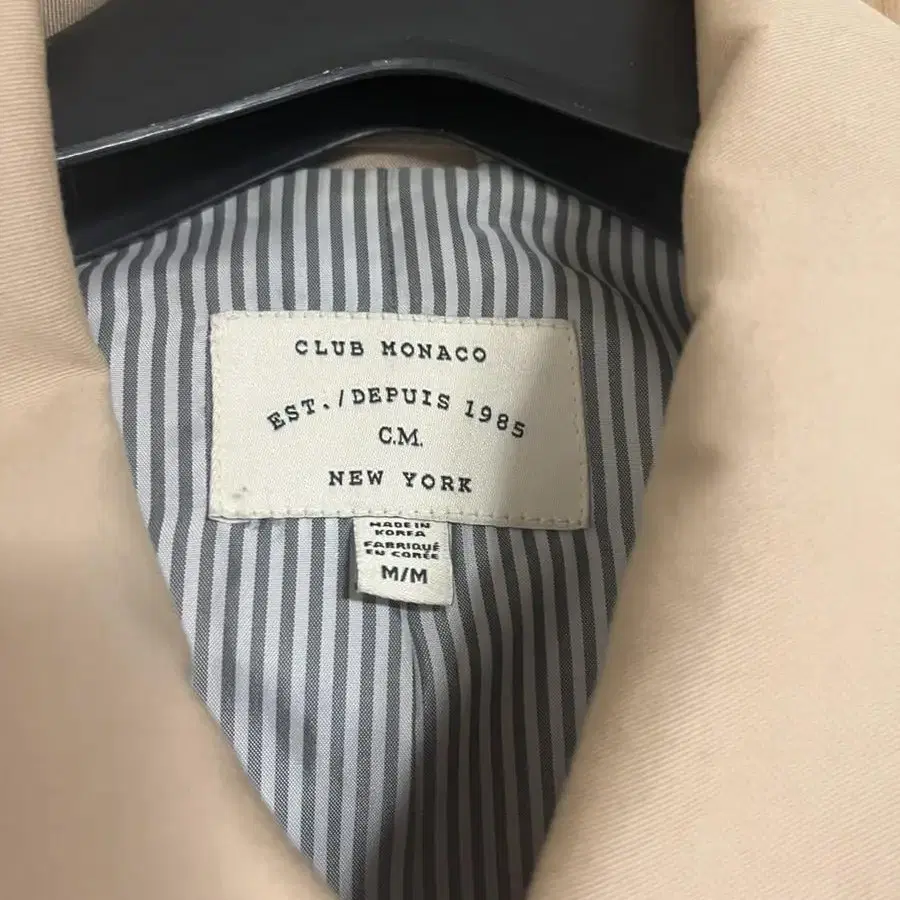 CLUB MONACO
EST./DEPUIS 1985
C.M.
NEW YORK
MADE IN
KOREA
FABRIQUÉ
EN CORÉE
M/M